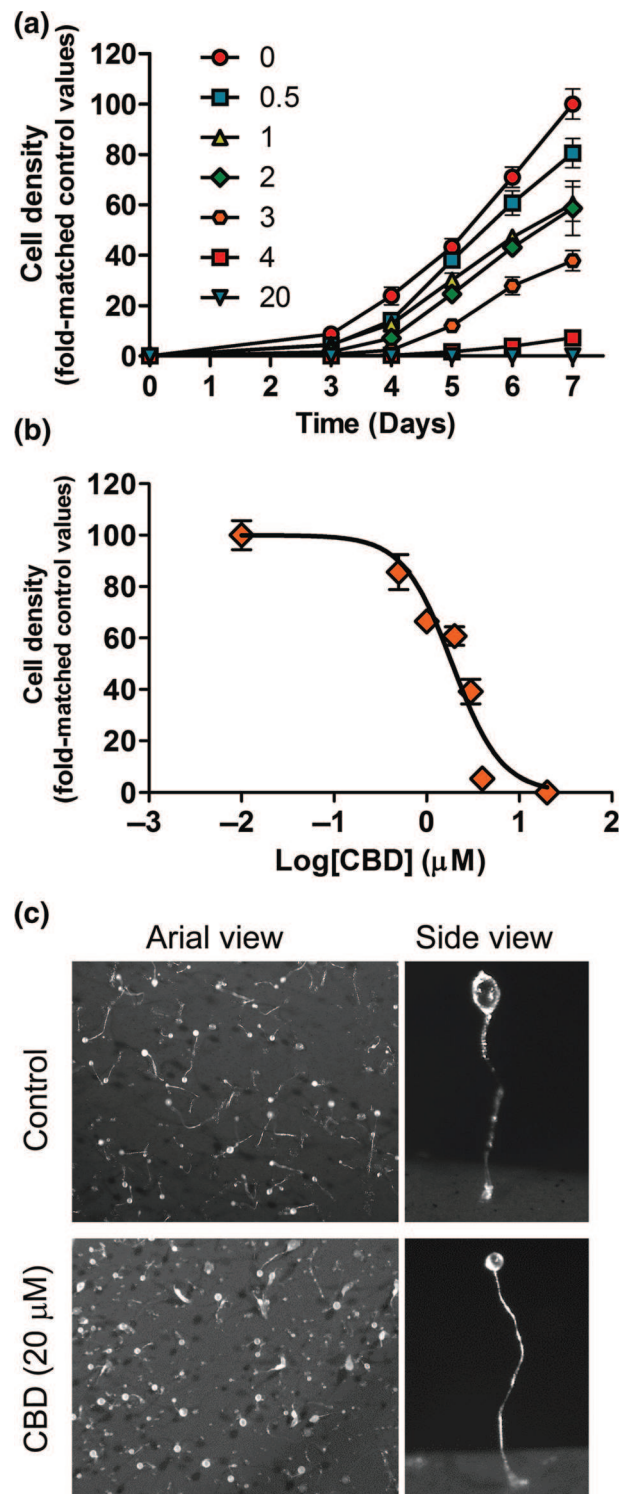 (a)
Cell density
(fold-matched control values)
120
100
80
60
40
20
0
0
0.5
1
2
3
4
20
0
1
2
3
4
5
6
7
Time (Days)
(b)
Cell density
(fold-matched control values)
120
100
80
60
40
20
0
–3
–2
–1
0
1
2
Log[CBD] (μM)
(c)
Arial view
Side view
Control
CBD (20 μM)